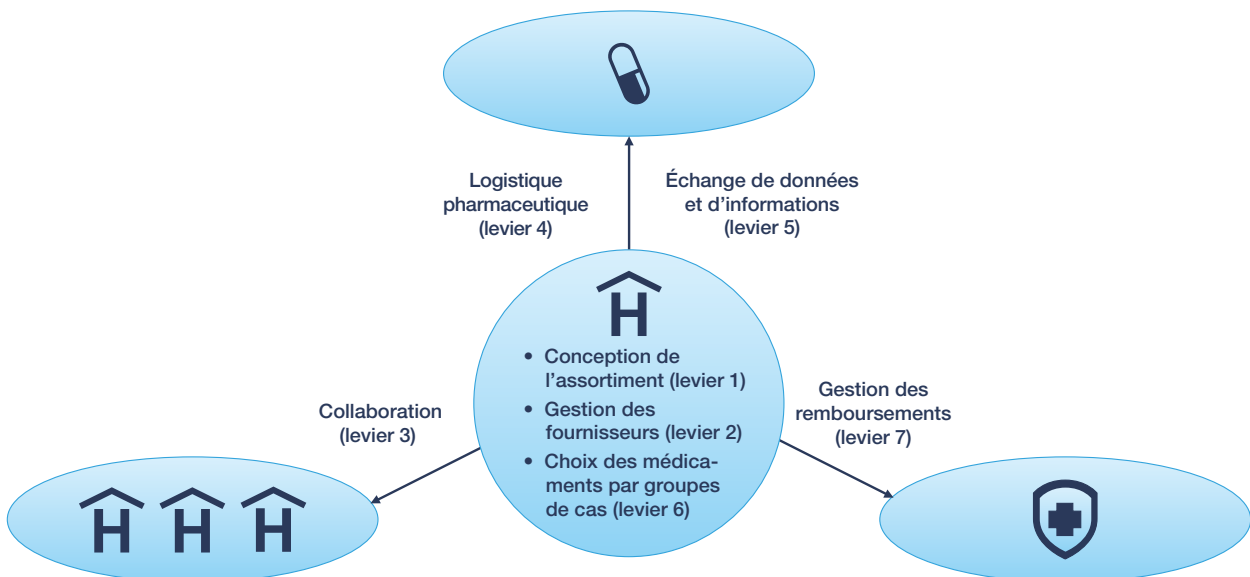 Logistique
pharmaceutique
(levier 4)
Échange de données
et d'informations
(levier 5)
H
• Conception de
l'assortiment (levier 1)
• Gestion des
fournisseurs (levier 2)
• Choix des médica-
ments par groupes
de cas (levier 6)
Collaboration
(levier 3)
Gestion des
remboursements
(levier 7)
H H H